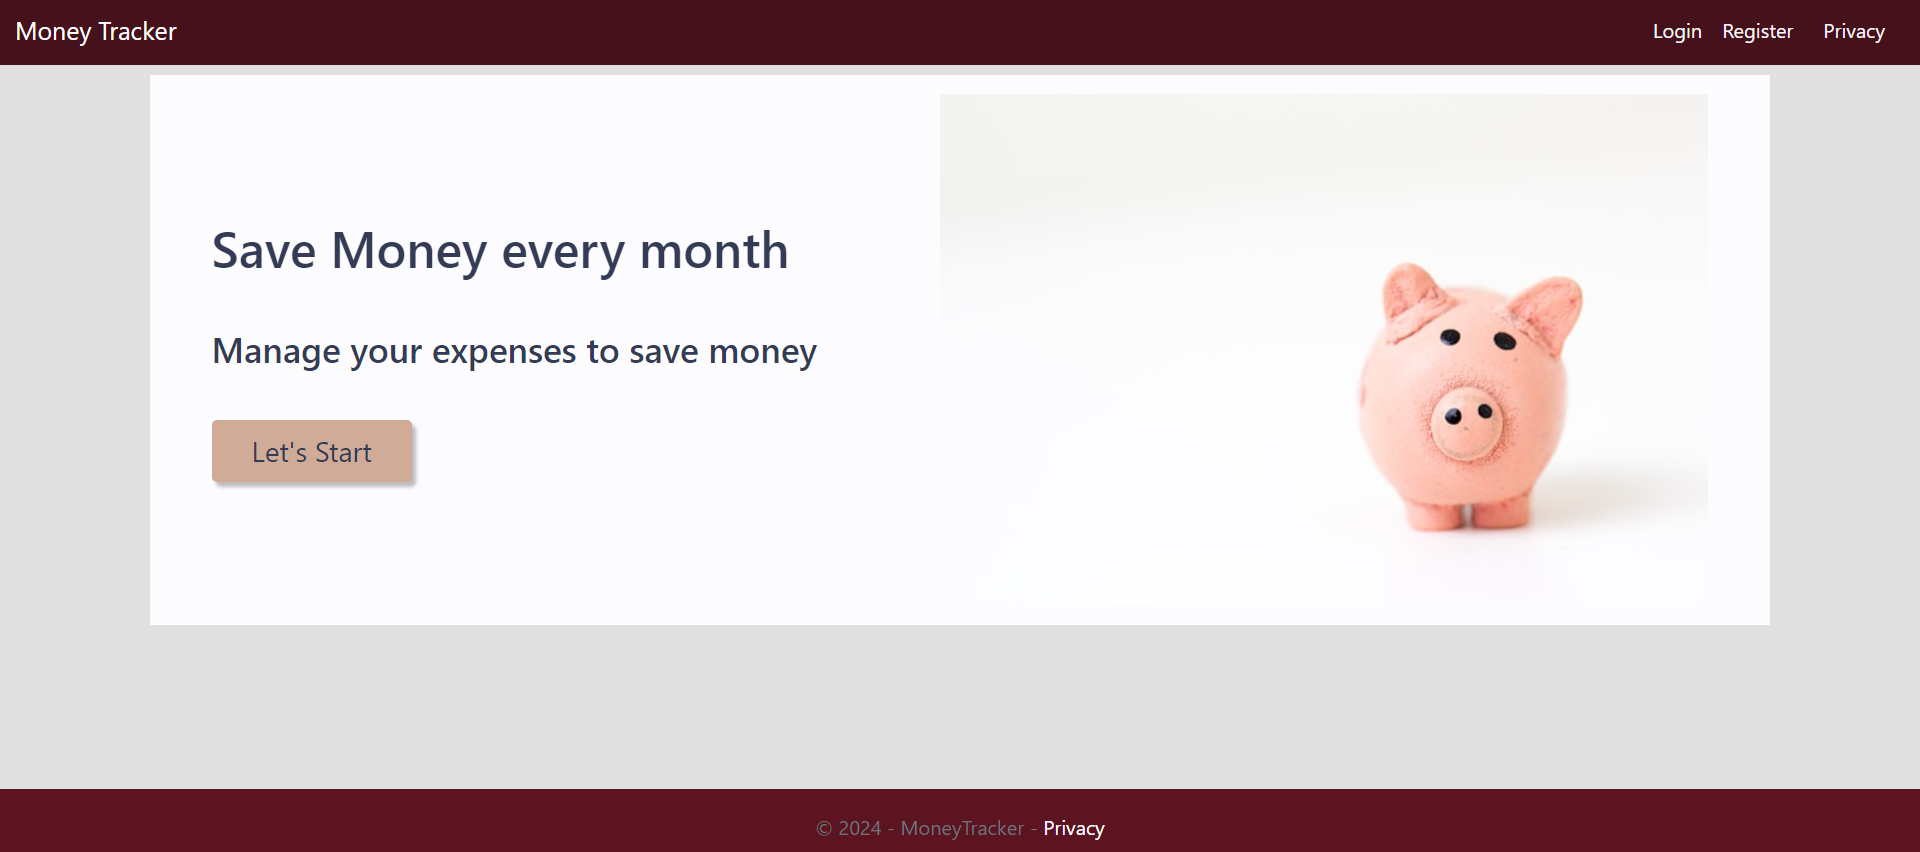 Money Tracker
Login Register Privacy
Save Money every month
Manage your expenses to save money
Let's Start
© 2024 - MoneyTracker - Privacy